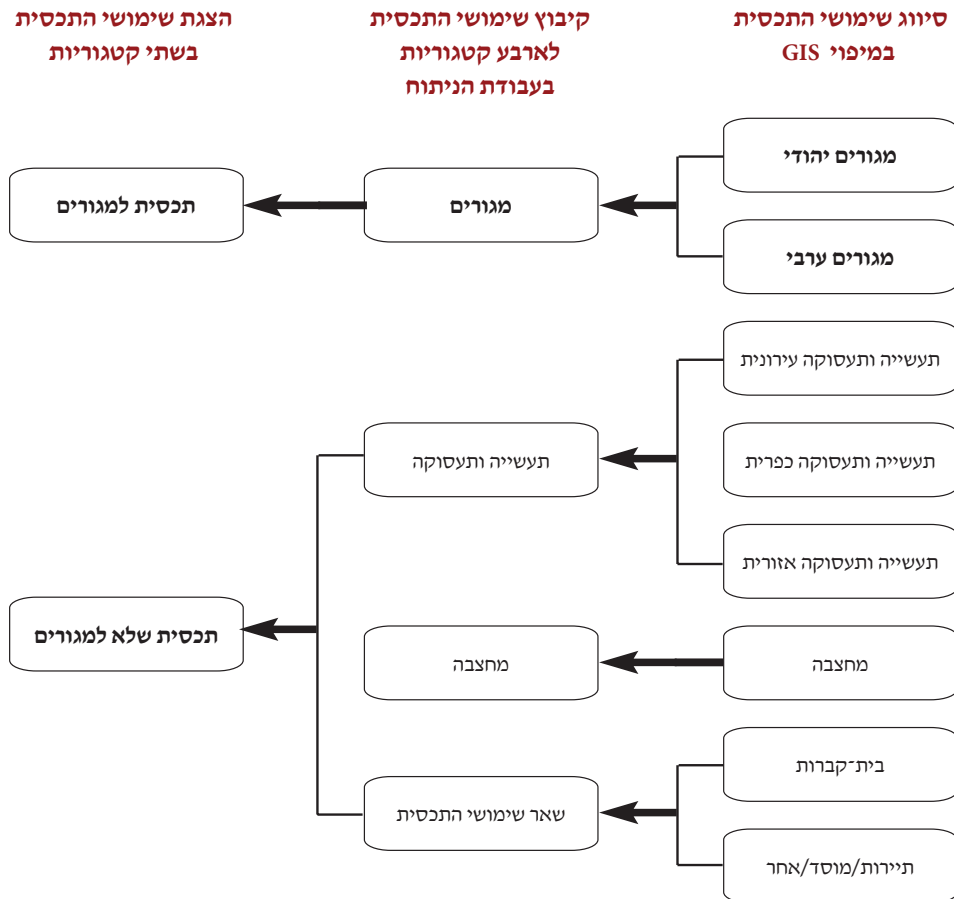 סיווג שימושי התכסית
במיפוי GIS
קיבוץ שימושי התכסית
לארבע קטגוריות
בעבודת הניתוח
הצגת שימושי התכסית
בשתי קטגוריות
מגורים יהודי
מגורים ערבי
מגורים
תכסית למגורים
תעשייה ותעסוקה עירונית
תעשייה ותעסוקה כפרית
תעשייה ותעסוקה אזורית
תעשייה ותעסוקה
מחצבה
מחצבה
תכסית שלא למגורים
בית־קברות
תיירות/מוסד/אחר
שאר שימושי התכסית